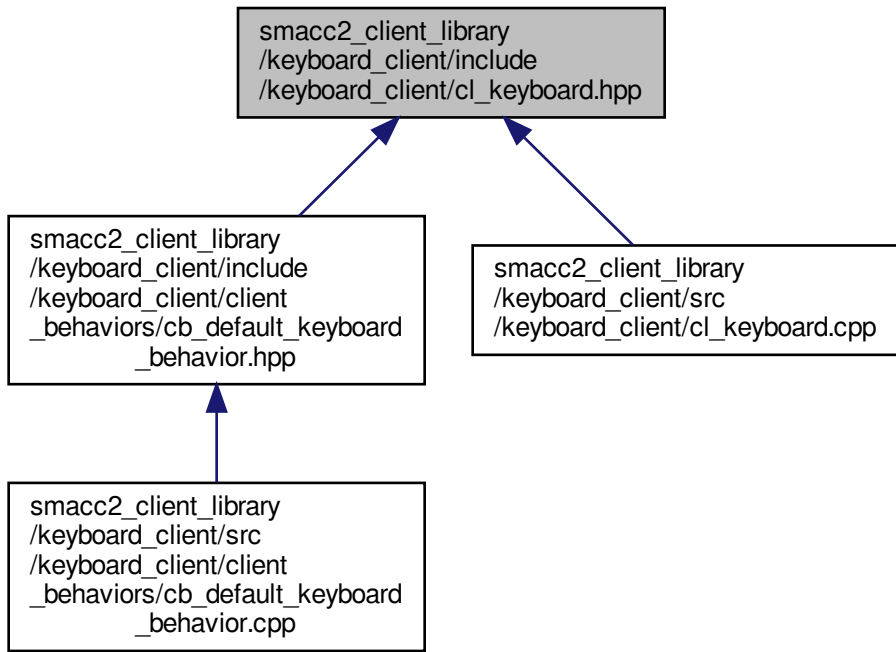 smacc2_client_library
/keyboard_client/include
/keyboard_client/cl_keyboard.hpp
smacc2_client_library
/keyboard_client/include
/keyboard_client/client
_behaviors/cb_default_keyboard
_behavior.hpp
smacc2_client_library
/keyboard_client/src
/keyboard_client/cl_keyboard.cpp
smacc2_client_library
/keyboard_client/src
/keyboard_client/client
_behaviors/cb_default_keyboard
_behavior.cpp